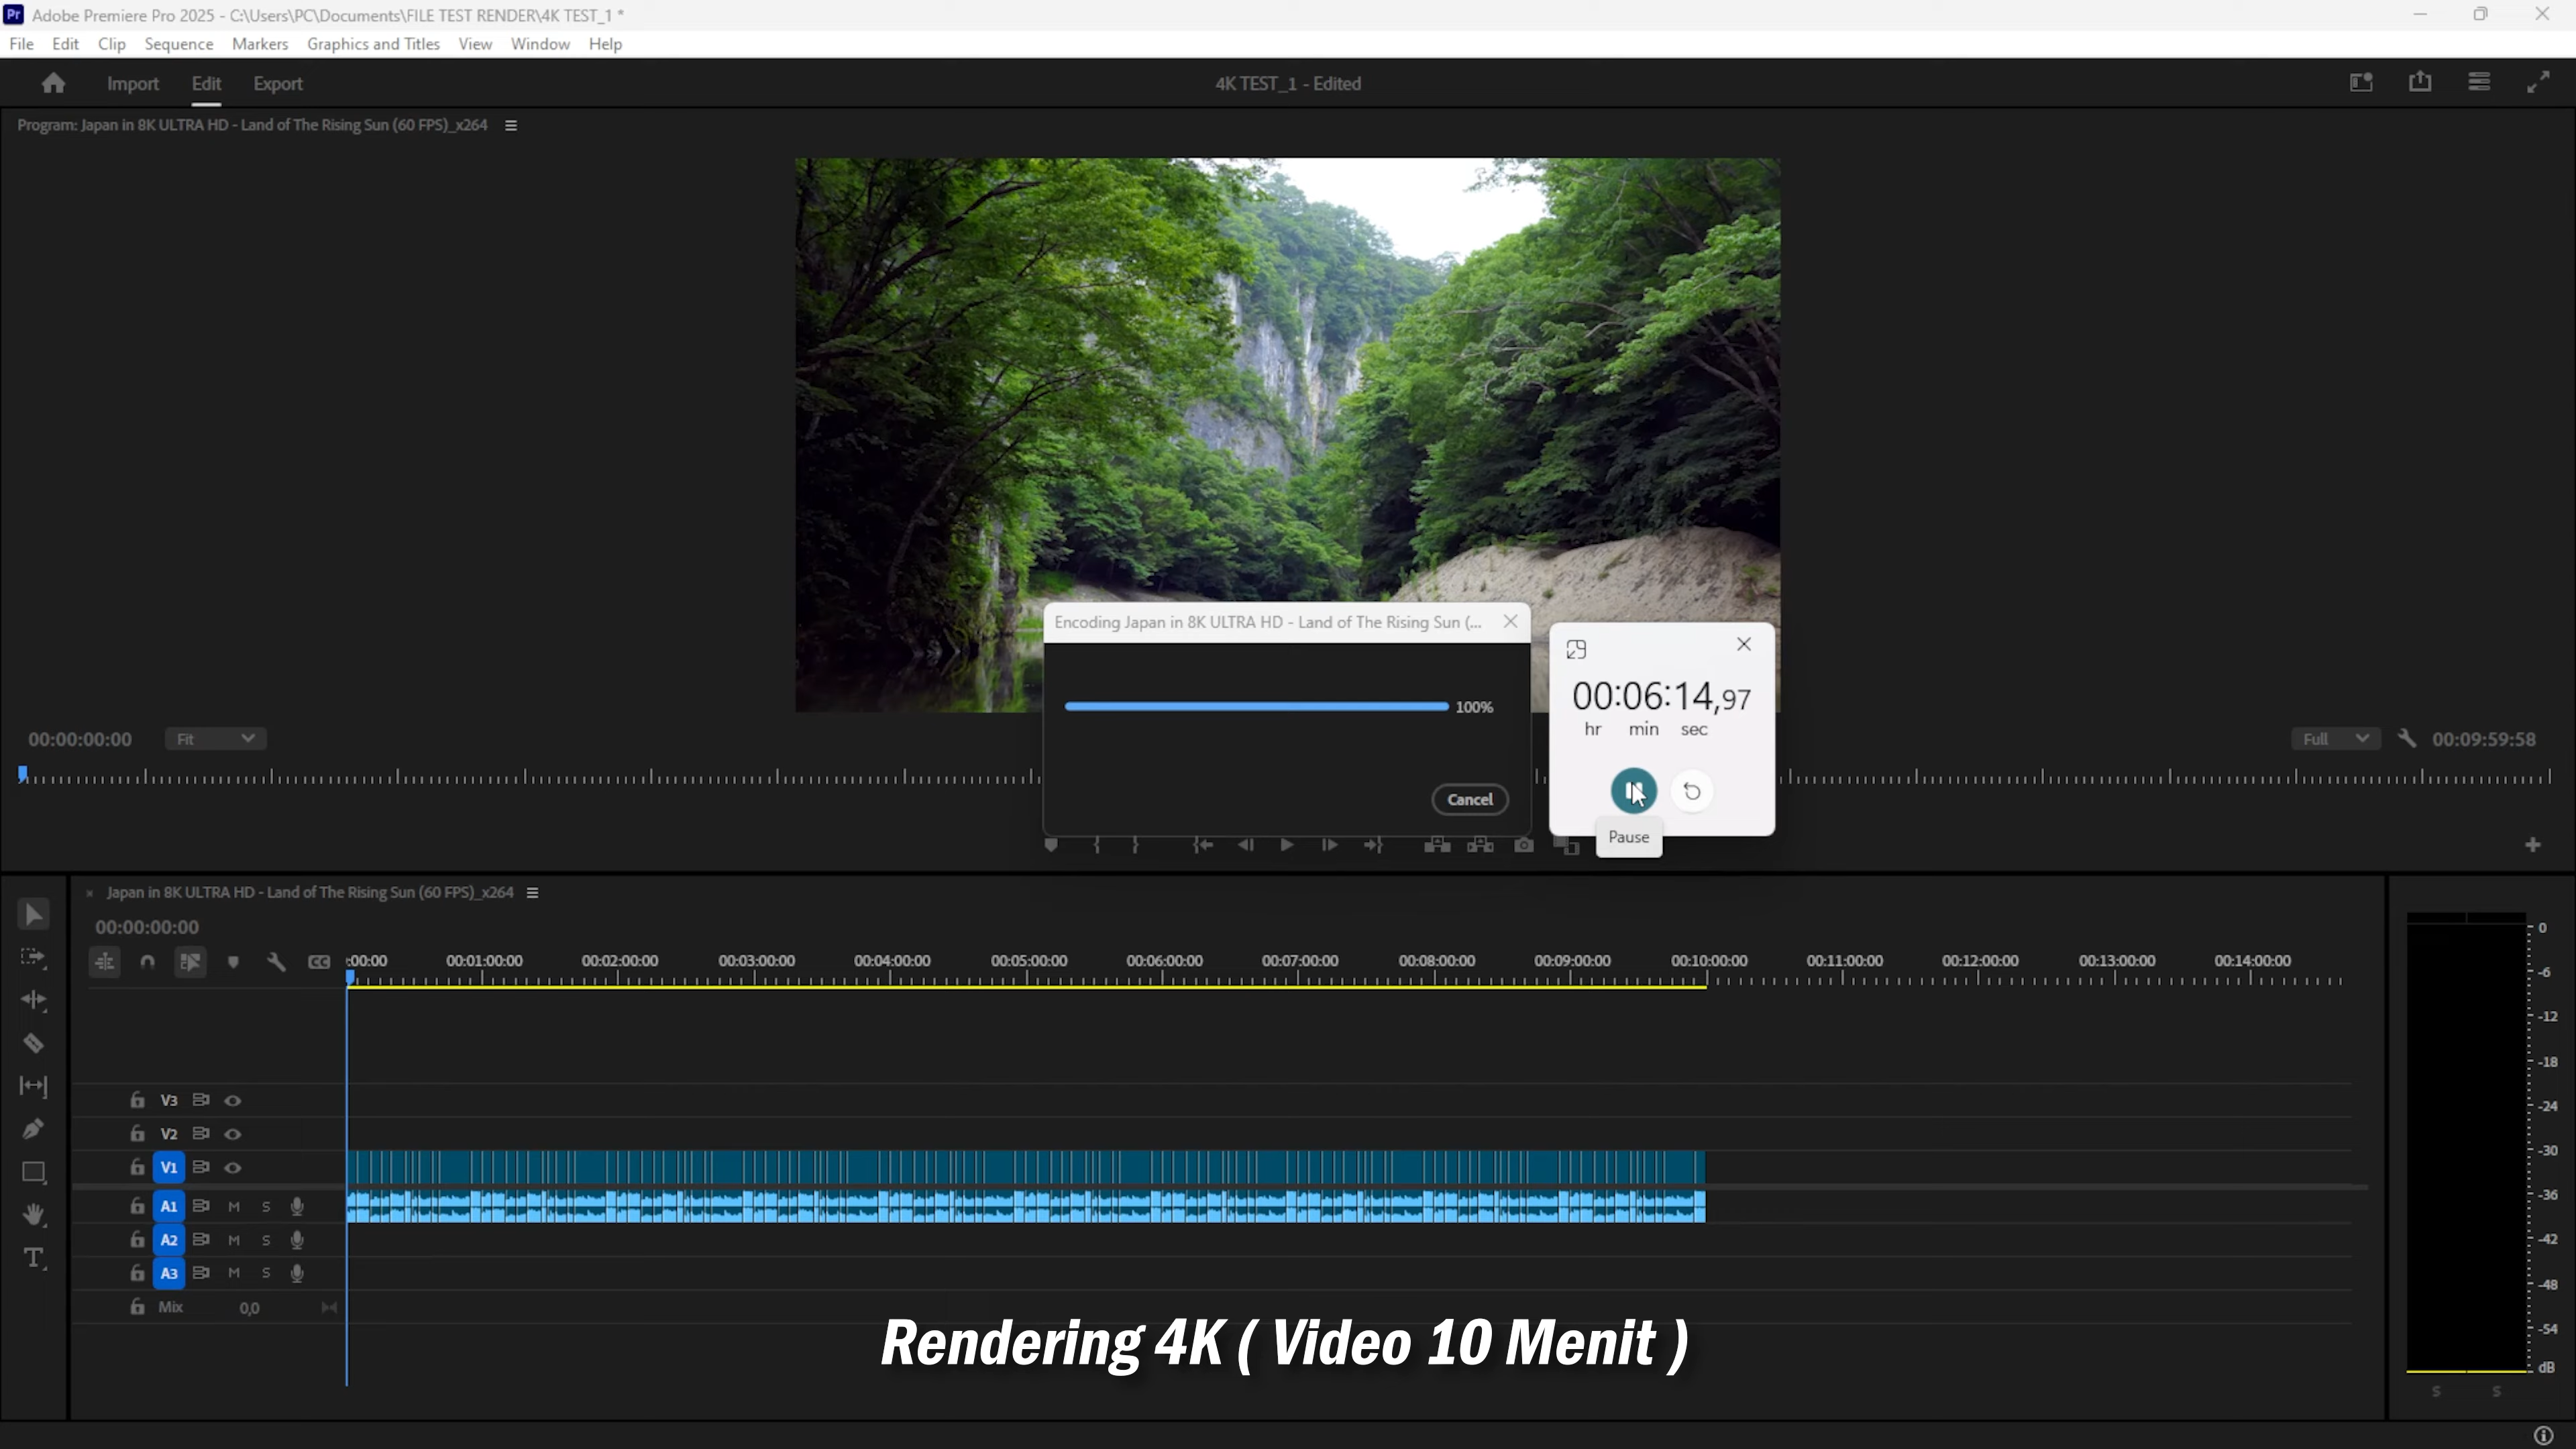 Pr Adobe Premiere Pro 2025 - C:\Users\PC\Documents\FILE TEST RENDER\4K TEST_1 *
File Edit Clip Sequence Markers Graphics and Titles View Window Help
Import Edit Export
4K TEST_1 - Edited
Program: Japan in 8K ULTRA HD - Land of The Rising Sun (60 FPS)_x264
Encoding Japan in 8K ULTRA HD - Land of The Rising Sun (...
100%
Cancel
00:06:14,97
hr min sec
Pause
00:00:00:00 Fit
Full 00:09:59:58
Japan in 8K ULTRA HD - Land of The Rising Sun (60 FPS)_x264
00:00:00:00
CC
:00:00 00:01:00:00 00:02:00:00 00:03:00:00 00:04:00:00 00:05:00:00 00:06:00:00 00:07:00:00 00:08:00:00 00:09:00:00 00:10:00:00 00:11:00:00 00:12:00:00 00:13:00:00 00:14:00:00
V3
V2
V1
A1 M S
A2 M S
A3 M S
Mix 0,0
0
-6
-12
-18
-24
-30
-36
-42
-48
-54
dB
S S
Rendering 4K ( Video 10 Menit )